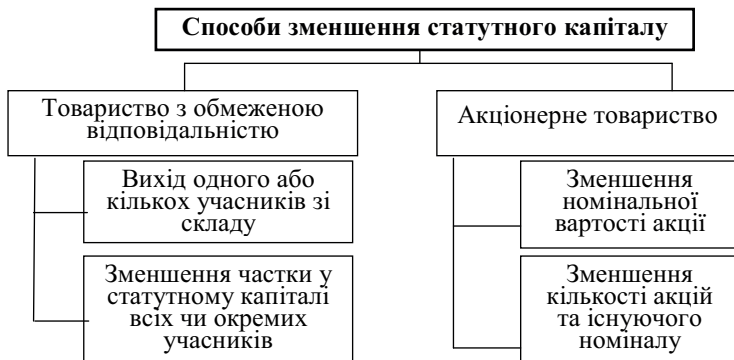 Способи зменшення статутного капіталу
Товариство з обмеженою
відповідальністю
Вихід одного або
кількох учасників зі
складу
Зменшення частки у
статутному капіталі
всіх чи окремих
учасників
Акціонерне товариство
Зменшення
номінальної
вартості акції
Зменшення
кількості акцій
та існуючого
номіналу